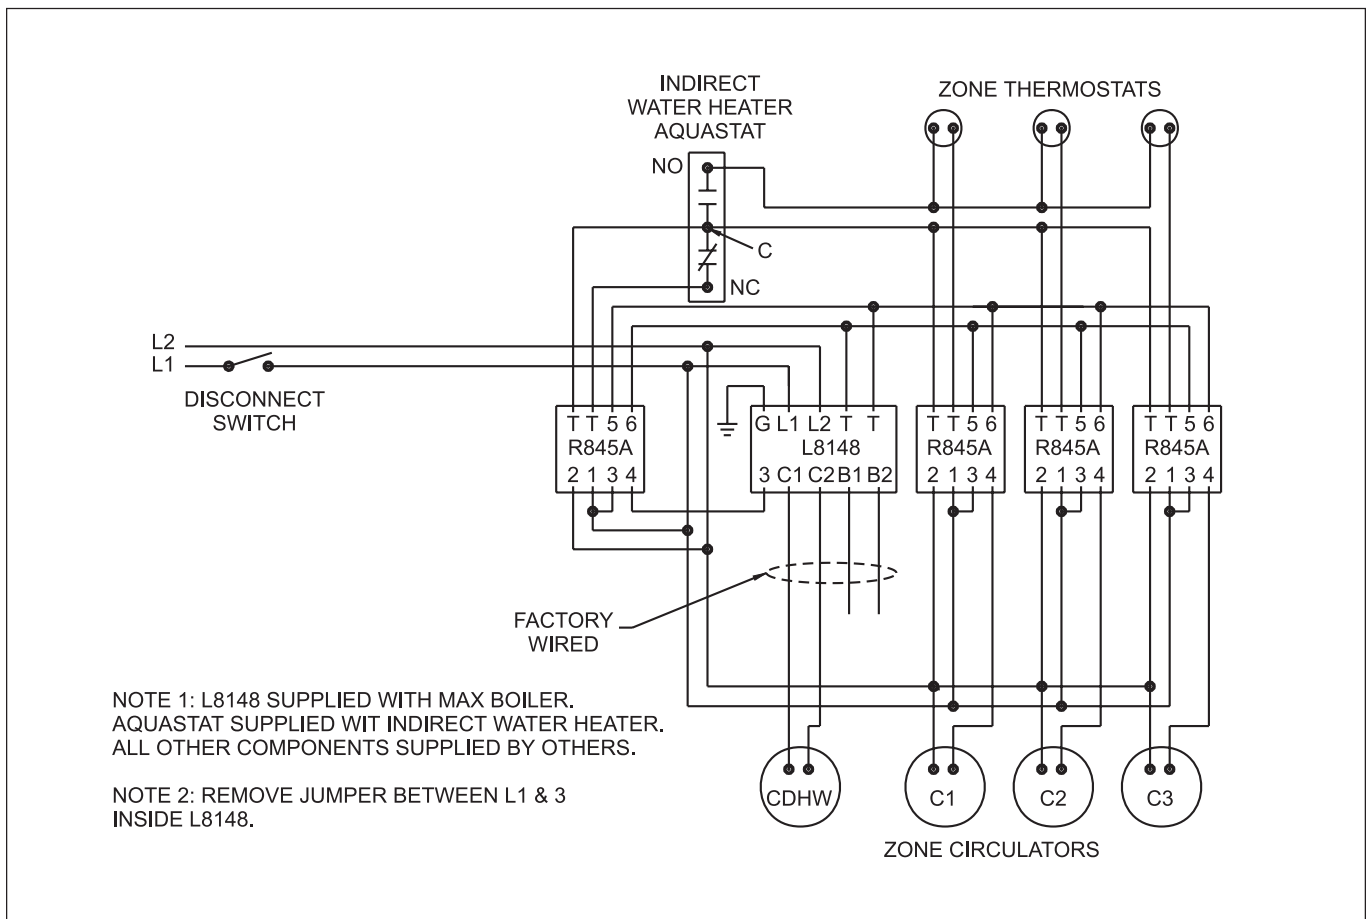 INDIRECT
WATER HEATER
AQUASTAT
ZONE THERMOSTATS
NO
C
NC
L2
L1
DISCONNECT
SWITCH
T T 5 6
R845A
2 1 3 4
G L1 L2 T T
L8148
3 C1 C2 B1 B2
T T 5 6
R845A
2 1 3 4
T T 5 6
R845A
2 1 3 4
T T 5 6
R845A
2 1 3 4
FACTORY
WIRED
NOTE 1: L8148 SUPPLIED WITH MAX BOILER.
AQUASTAT SUPPLIED WIT INDIRECT WATER HEATER.
ALL OTHER COMPONENTS SUPPLIED BY OTHERS.
NOTE 2: REMOVE JUMPER BETWEEN L1 & 3
INSIDE L8148.
CDHW
C1
C2
C3
ZONE CIRCULATORS